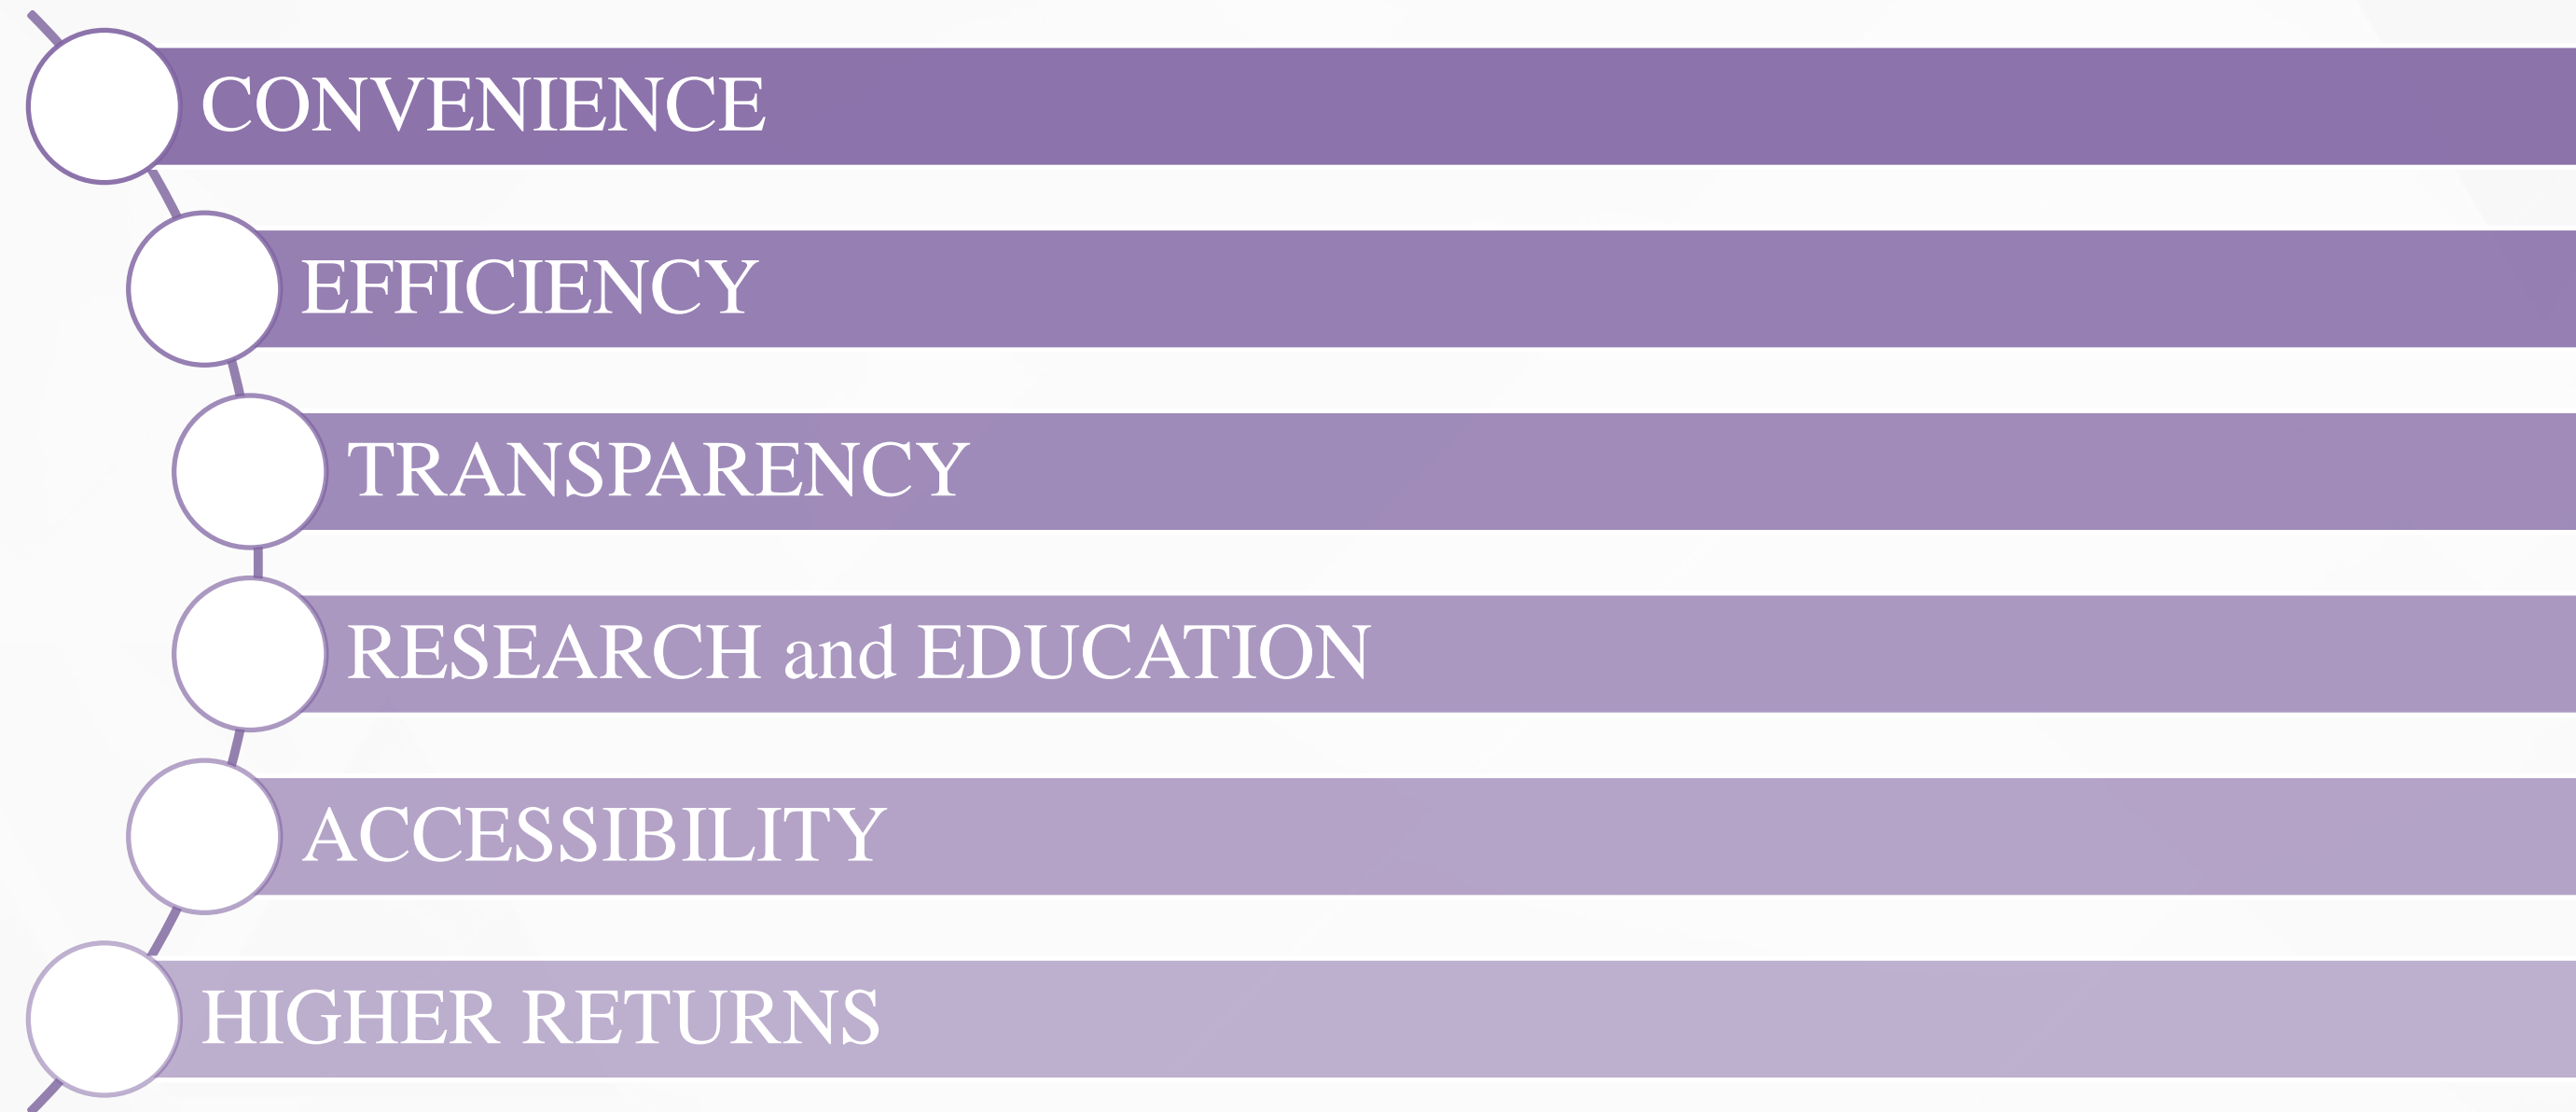 CONVENIENCE
EFFICIENCY
TRANSPARENCY
RESEARCH and EDUCATION
ACCESSIBILITY
HIGHER RETURNS